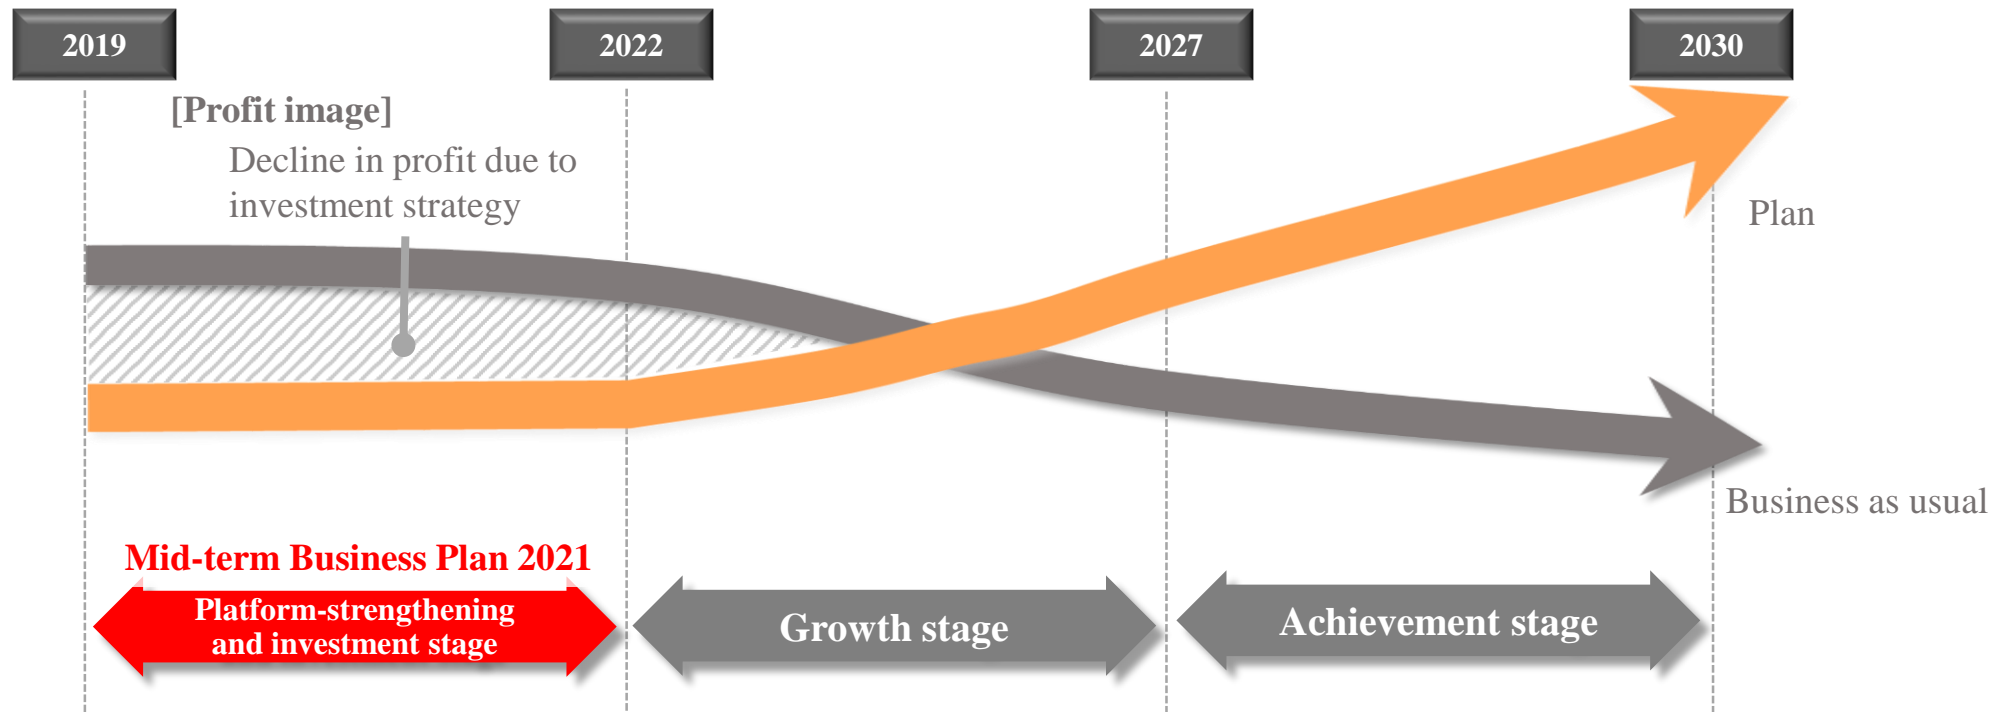 2019
2022
2027
2030
[Profit image]
Decline in profit due to
investment strategy
Plan
Business as usual
Mid-term Business Plan 2021
Platform-strengthening
and investment stage
Growth stage
Achievement stage